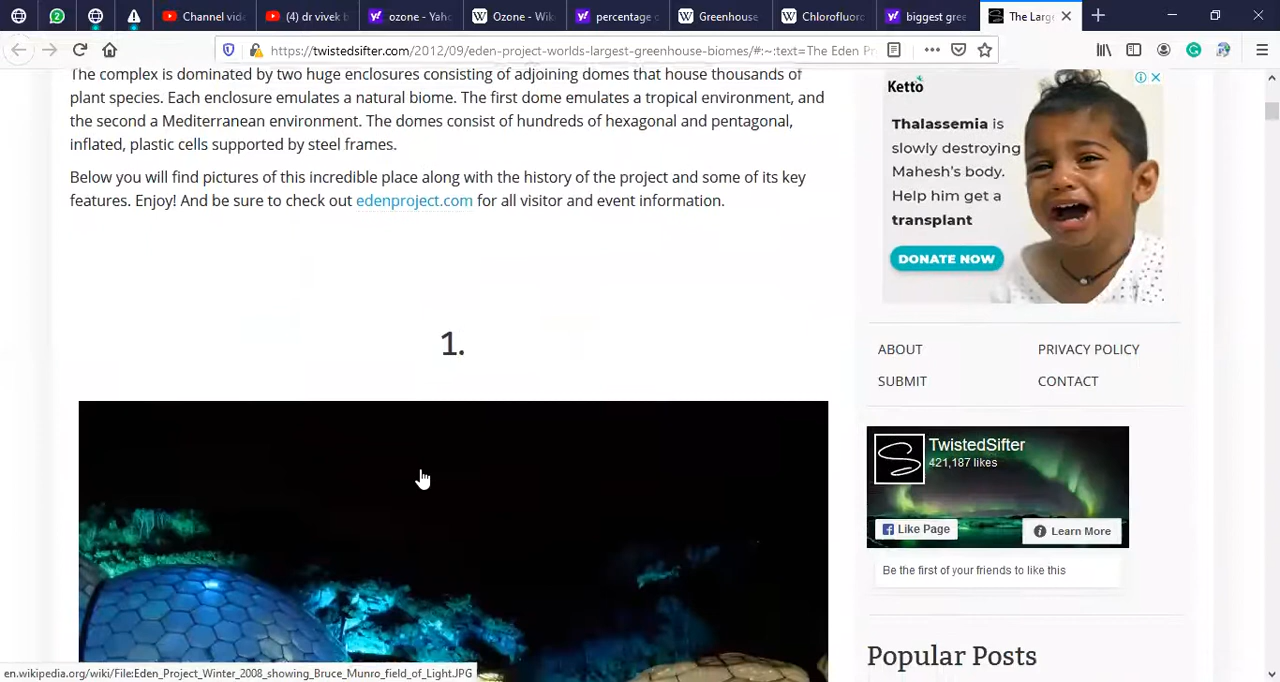 Channel vide
(4) dr vivek b
ozone - Yaho
Ozone - Wik
percentage o
Greenhouse
Chlorofluoro
biggest gree
The Large
https://twistedsifter.com/2012/09/eden-project-worlds-largest-greenhouse-biomes/#:~:text=The Eden Pr
The complex is dominated by two huge enclosures consisting of adjoining domes that house thousands of
plant species. Each enclosure emulates a natural biome. The first dome emulates a tropical environment, and
the second a Mediterranean environment. The domes consist of hundreds of hexagonal and pentagonal,
inflated, plastic cells supported by steel frames.
Below you will find pictures of this incredible place along with the history of the project and some of its key
features. Enjoy! And be sure to check out edenproject.com for all visitor and event information.
1.
Ketto
Thalassemia is
slowly destroying
Mahesh's body.
Help him get a
transplant
DONATE NOW
ABOUT
PRIVACY POLICY
SUBMIT
CONTACT
TwistedSifter
421,187 likes
Like Page
Learn More
Be the first of your friends to like this
Popular Posts
en.wikipedia.org/wiki/File:Eden_Project_Winter_2008_showing_Bruce_Munro_field_of_Light.JPG